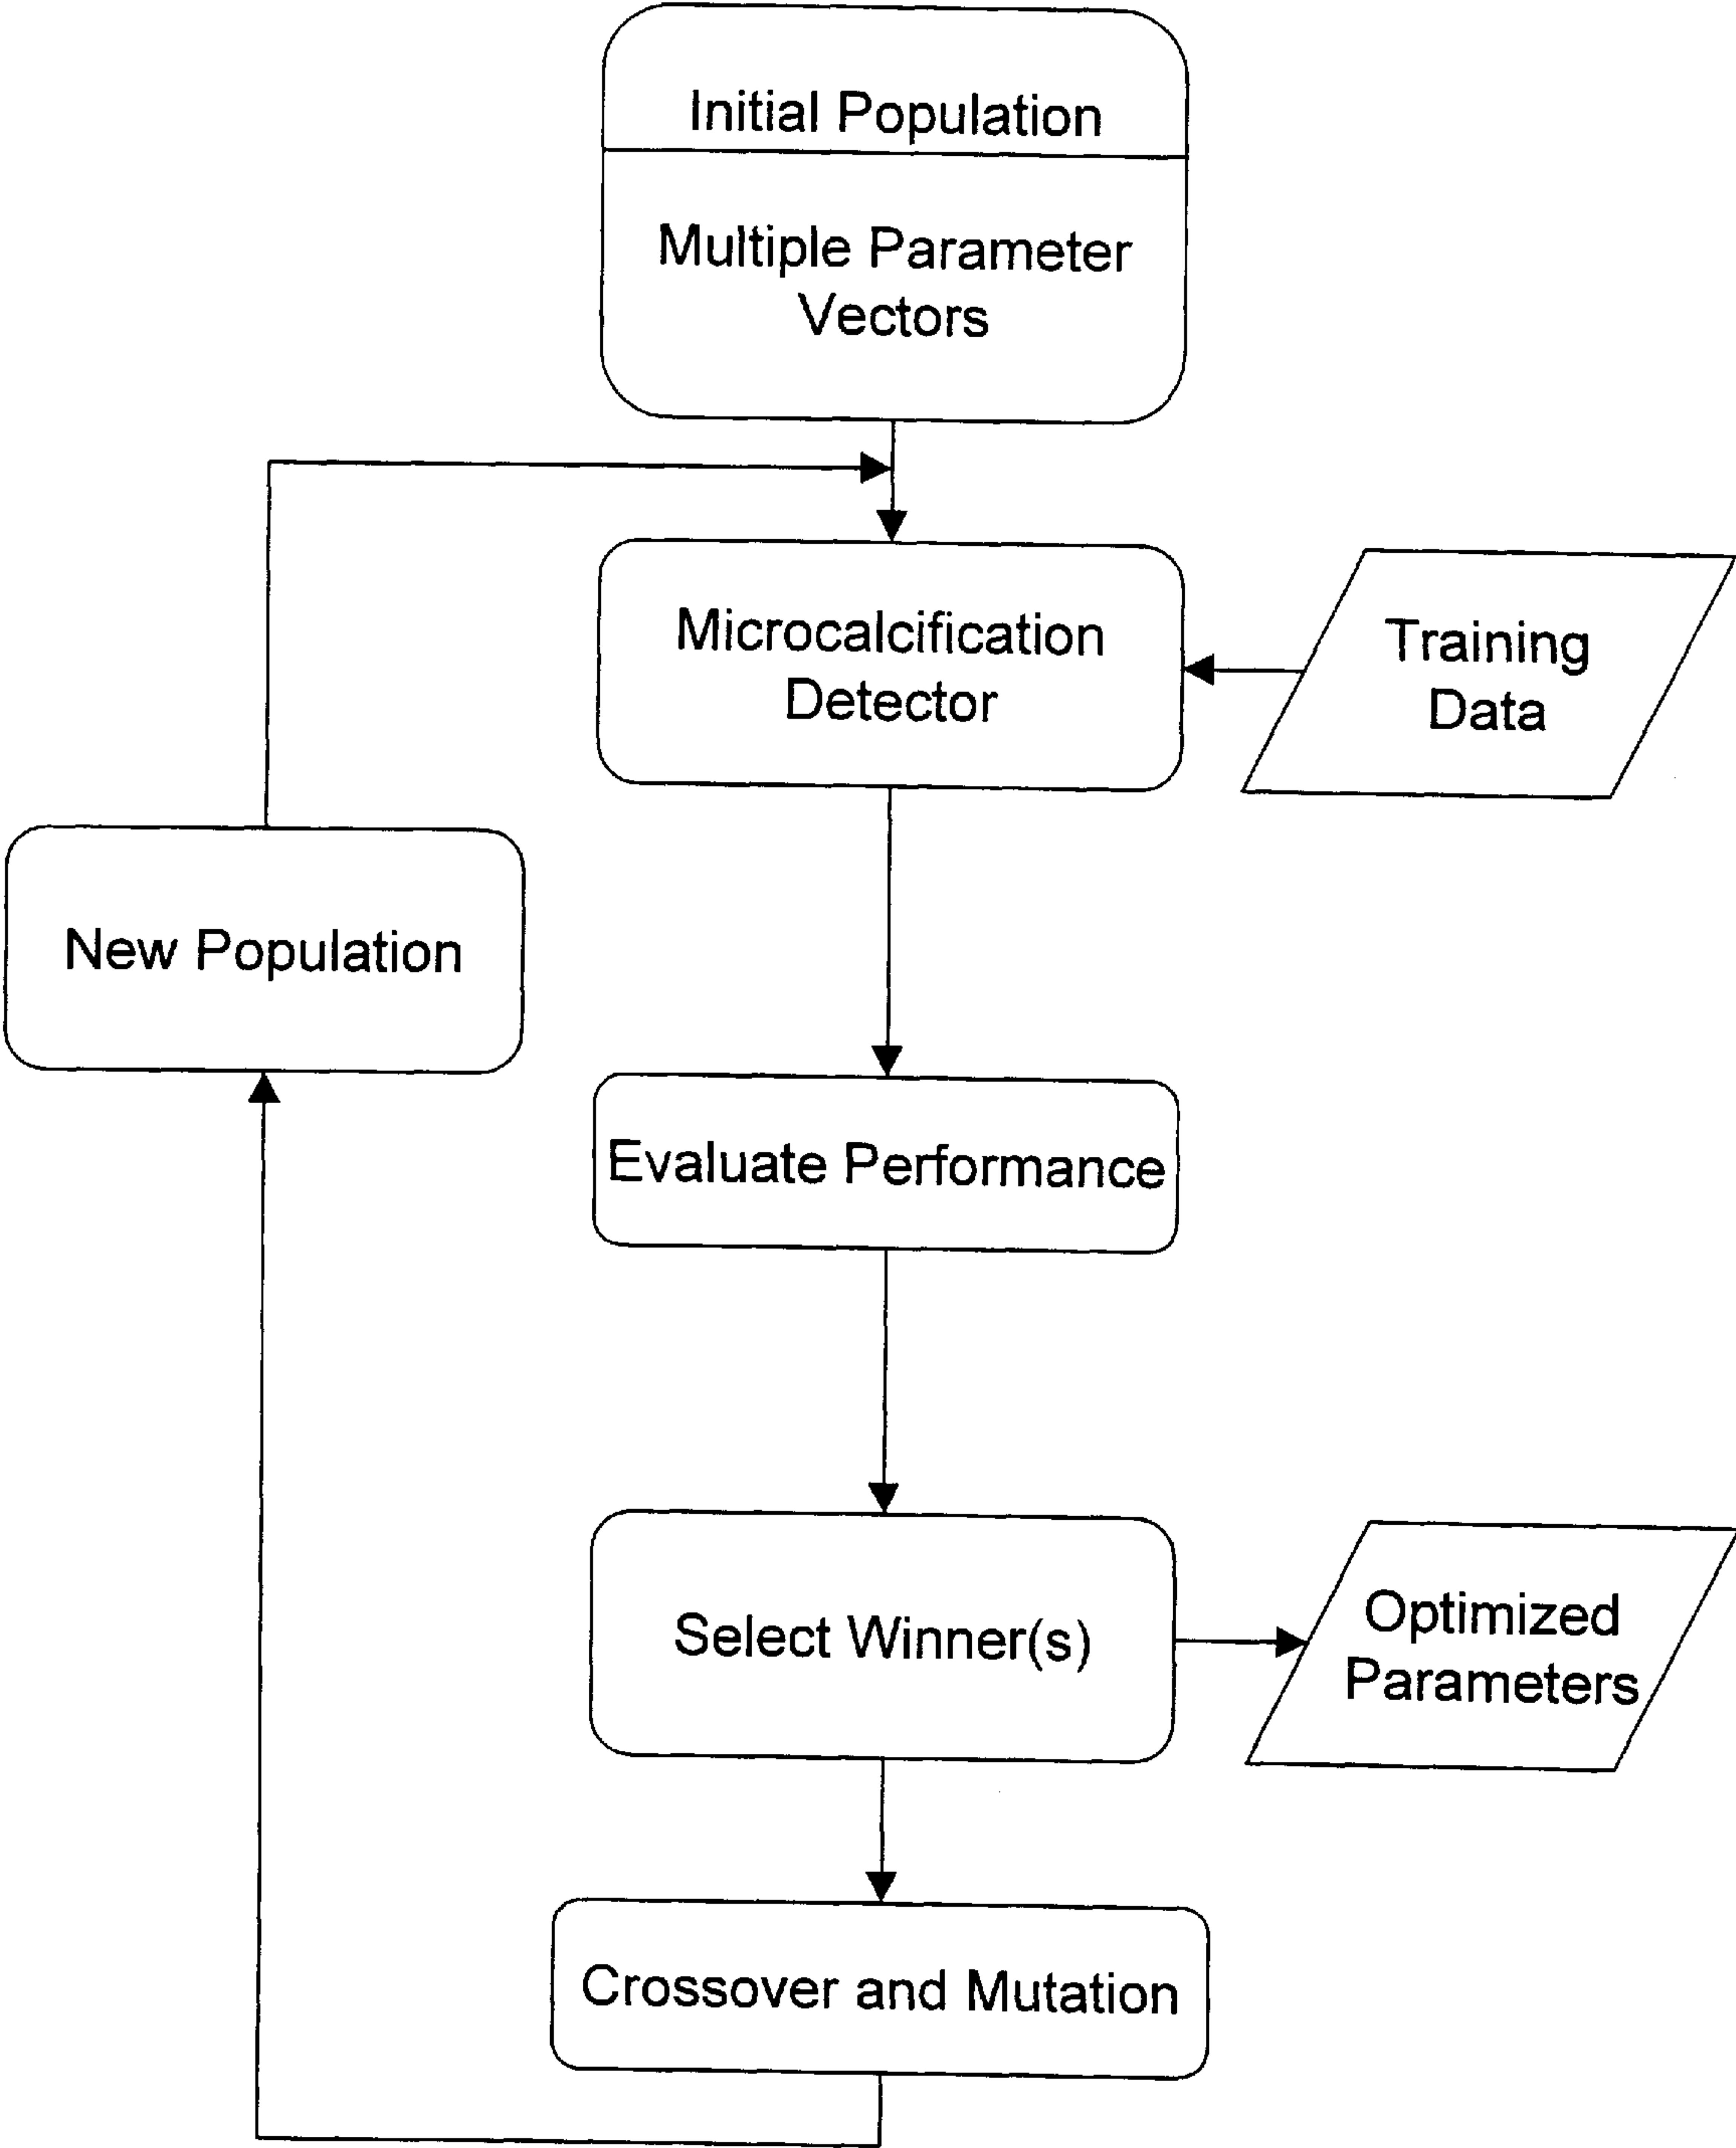 Initial Population
Multiple Parameter
Vectors
Microcalcification
Detector
Training
Data
New Population
Evaluate Performance
Select Winner(s)
Optimized
Parameters
Crossover and Mutation